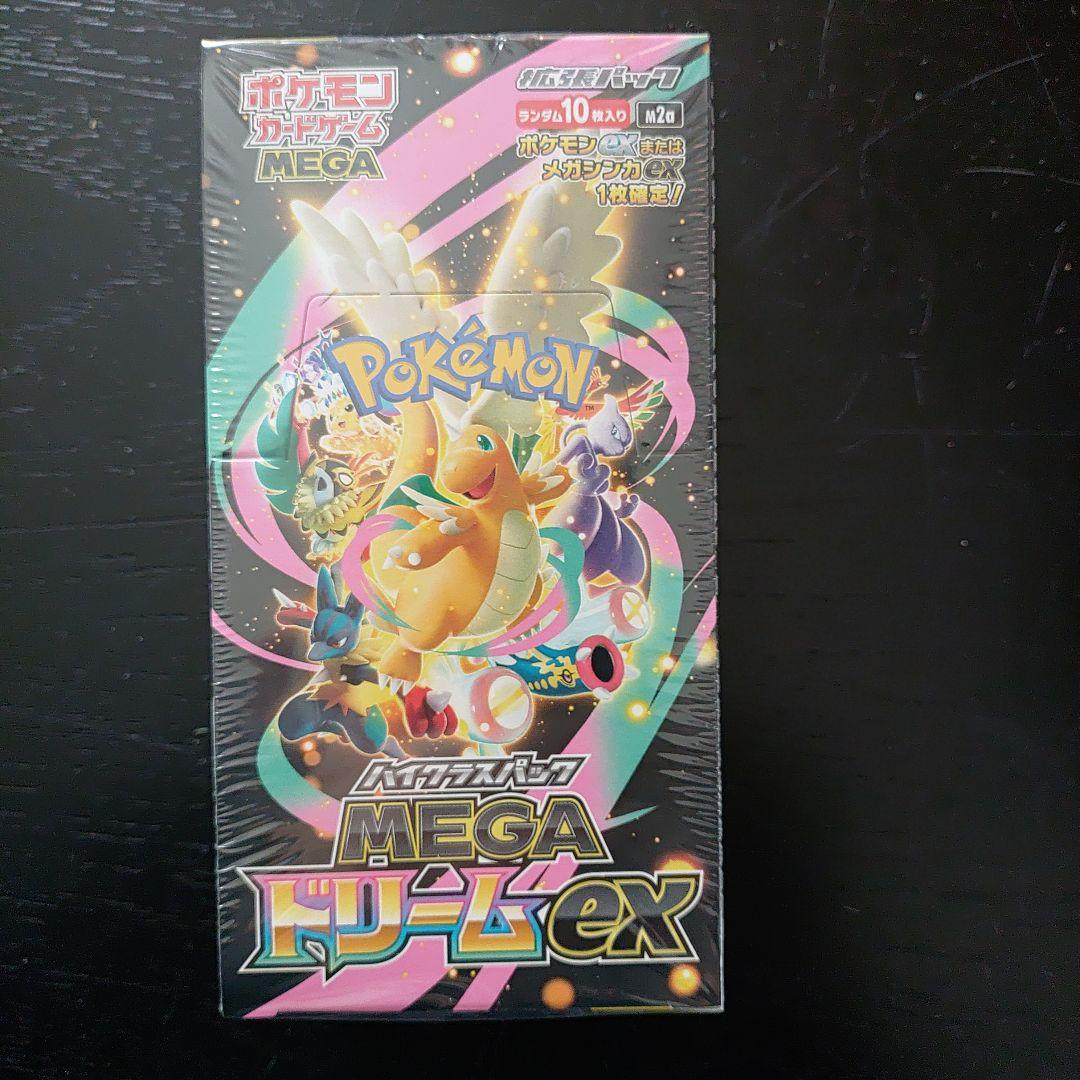 ポケモン
カードゲーム™
MEGA
拡張パック
ランダム10枚入り M2a
ポケモンexまたは
メガシンカex
1枚確定!
POKéMON™
ハイクラスパック
MEGA
ドリームex